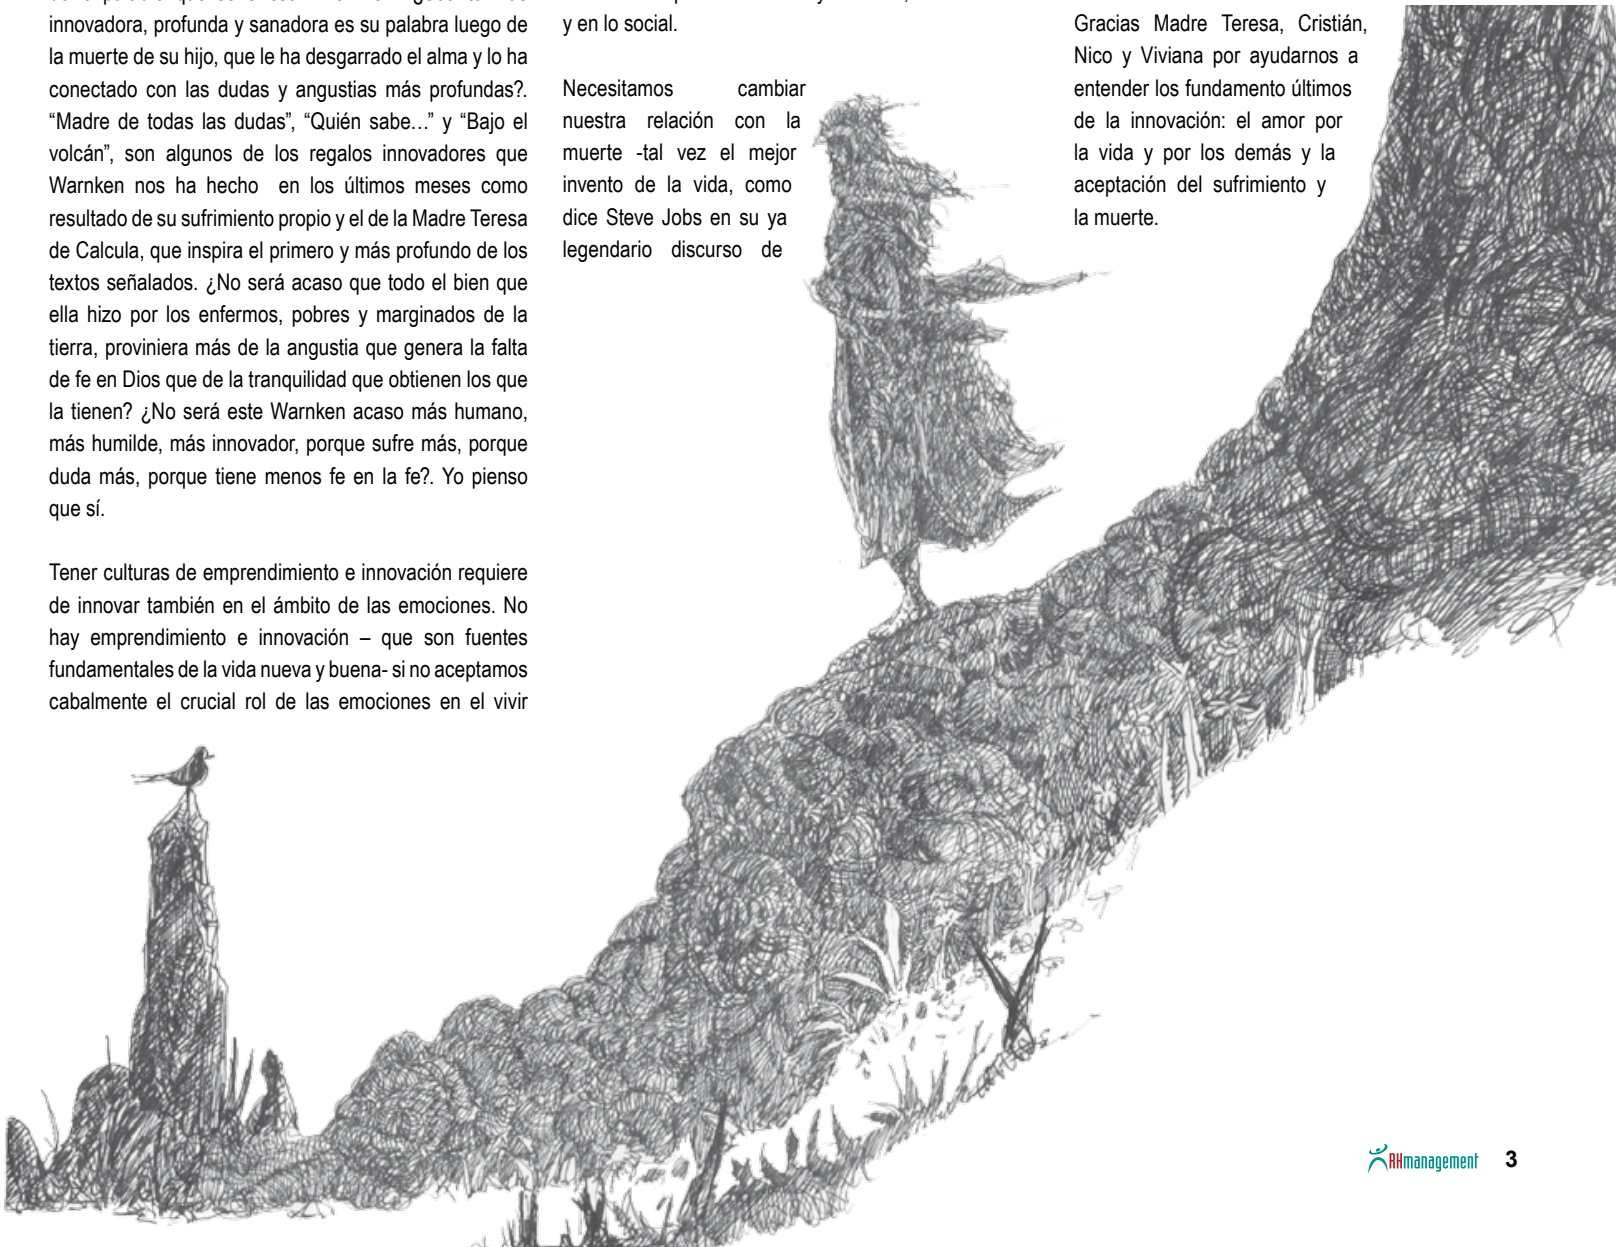 innovadora, profunda y sanadora es su palabra luego de
la muerte de su hijo, que le ha desgarrado el alma y lo ha
conectado con las dudas y angustias más profundas?.
“Madre de todas las dudas”, “Quién sabe…” y “Bajo el
volcán”, son algunos de los regalos innovadores que
Warnken nos ha hecho en los últimos meses como
resultado de su sufrimiento propio y el de la Madre Teresa
de Calcula, que inspira el primero y más profundo de los
textos señalados. ¿No será acaso que todo el bien que
ella hizo por los enfermos, pobres y marginados de la
tierra, proviniera más de la angustia que genera la falta
de fe en Dios que de la tranquilidad que obtienen los que
la tienen? ¿No será este Warnken acaso más humano,
más humilde, más innovador, porque sufre más, porque
duda más, porque tiene menos fe en la fe?. Yo pienso
que sí.
Tener culturas de emprendimiento e innovación requiere
de innovar también en el ámbito de las emociones. No
hay emprendimiento e innovación – que son fuentes
fundamentales de la vida nueva y buena- si no aceptamos
cabalmente el crucial rol de las emociones en el vivir
y en lo social.
Necesitamos cambiar
nuestra relación con la
muerte -tal vez el mejor
invento de la vida, como
dice Steve Jobs en su ya
legendario discurso de
Gracias Madre Teresa, Cristián,
Nico y Viviana por ayudarnos a
entender los fundamento últimos
de la innovación: el amor por
la vida y por los demás y la
aceptación del sufrimiento y
la muerte.
RHmanagement 3